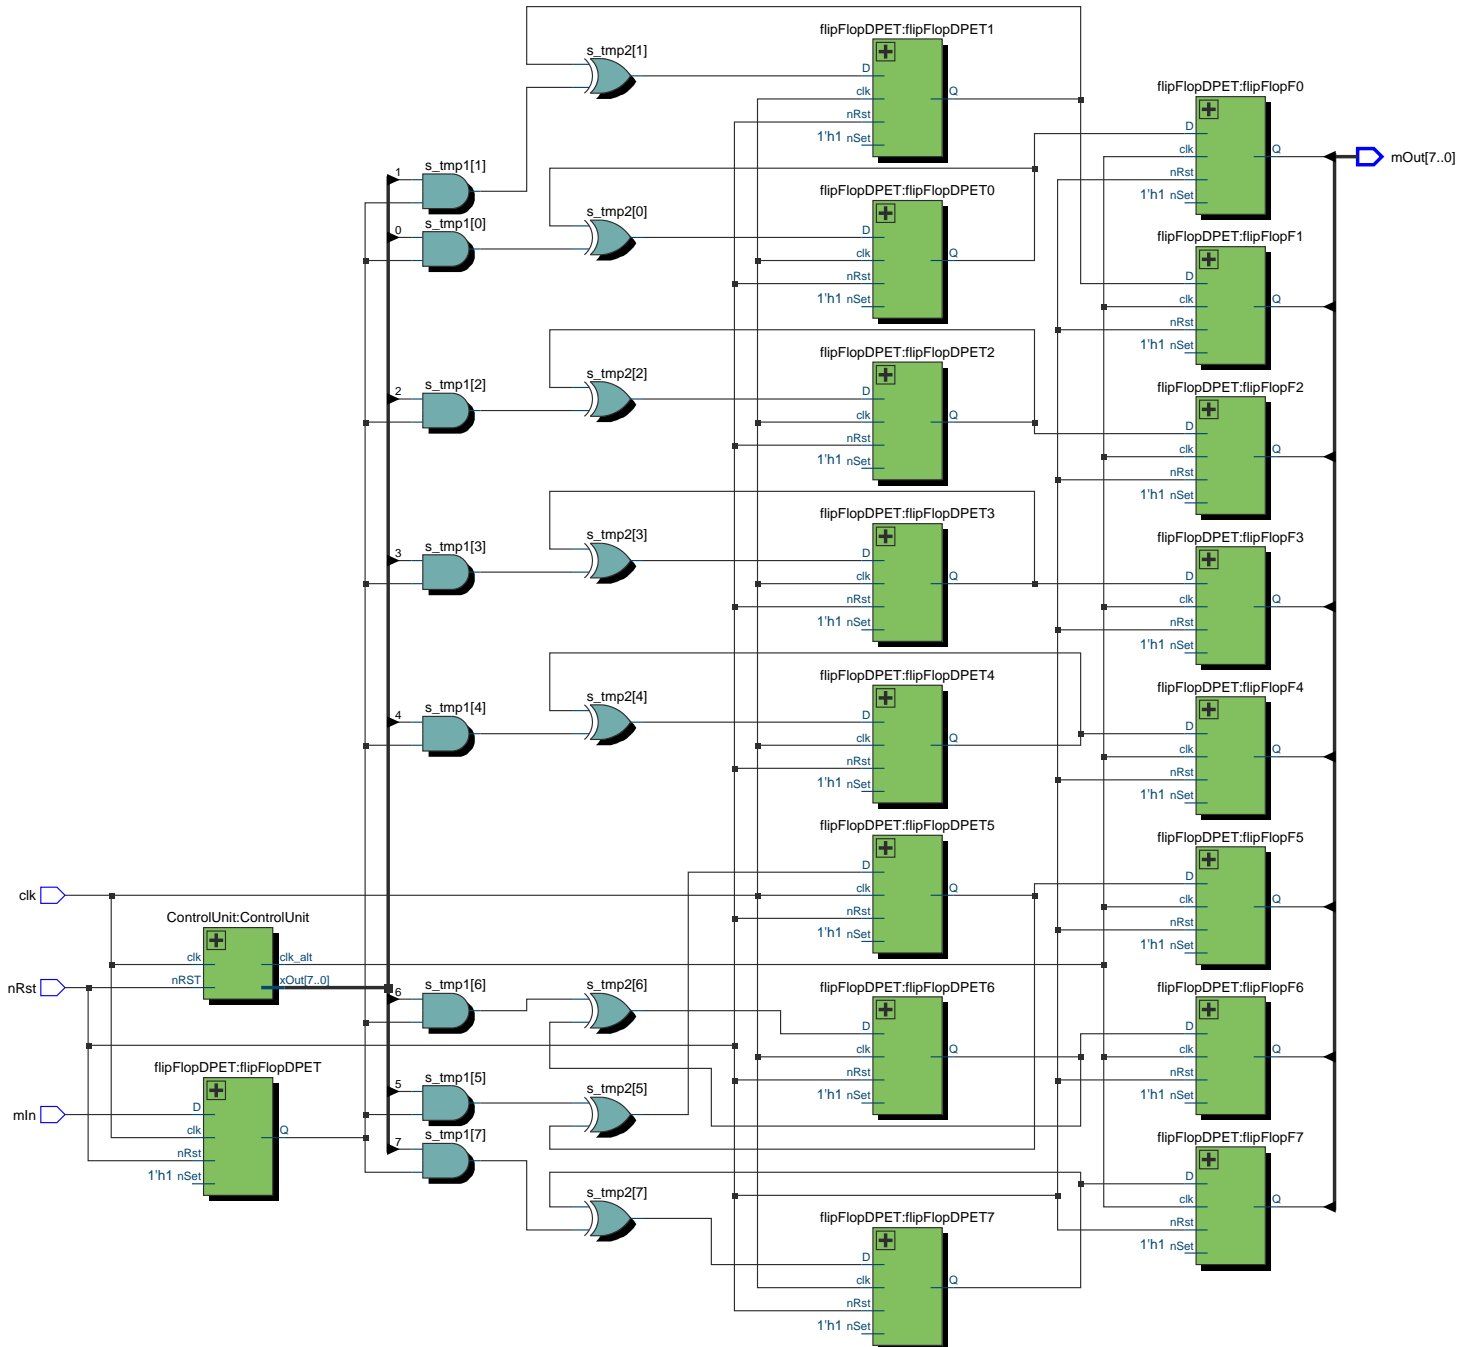 flipFlopDPET:flipFlopDPET1
D
clk
nRst
1'h1 nSet
Q
s_tmp2[1]
flipFlopDPET:flipFlopF0
D
clk
nRst
1'h1 nSet
Q
mOut[7..0]
1
s_tmp1[1]
0
s_tmp1[0]
s_tmp2[0]
flipFlopDPET:flipFlopDPET0
D
clk
nRst
1'h1 nSet
Q
flipFlopDPET:flipFlopF1
D
clk
nRst
1'h1 nSet
Q
2
s_tmp1[2]
s_tmp2[2]
flipFlopDPET:flipFlopDPET2
D
clk
nRst
1'h1 nSet
Q
flipFlopDPET:flipFlopF2
D
clk
nRst
1'h1 nSet
Q
3
s_tmp1[3]
s_tmp2[3]
flipFlopDPET:flipFlopDPET3
D
clk
nRst
1'h1 nSet
Q
flipFlopDPET:flipFlopF3
D
clk
nRst
1'h1 nSet
Q
4
s_tmp1[4]
s_tmp2[4]
flipFlopDPET:flipFlopDPET4
D
clk
nRst
1'h1 nSet
Q
flipFlopDPET:flipFlopF4
D
clk
nRst
1'h1 nSet
Q
flipFlopDPET:flipFlopDPET5
D
clk
nRst
1'h1 nSet
Q
flipFlopDPET:flipFlopF5
D
clk
nRst
1'h1 nSet
Q
clk
nRst
mIn
ControlUnit:ControlUnit
clk
nRST
clk_alt
xOut[7..0]
6
s_tmp1[6]
s_tmp2[6]
flipFlopDPET:flipFlopDPET6
D
clk
nRst
1'h1 nSet
Q
flipFlopDPET:flipFlopF6
D
clk
nRst
1'h1 nSet
Q
flipFlopDPET:flipFlopDPET
D
clk
nRst
1'h1 nSet
Q
5
s_tmp1[5]
s_tmp2[5]
7
s_tmp1[7]
s_tmp2[7]
flipFlopDPET:flipFlopF7
D
clk
nRst
1'h1 nSet
Q
flipFlopDPET:flipFlopDPET7
D
clk
nRst
1'h1 nSet
Q